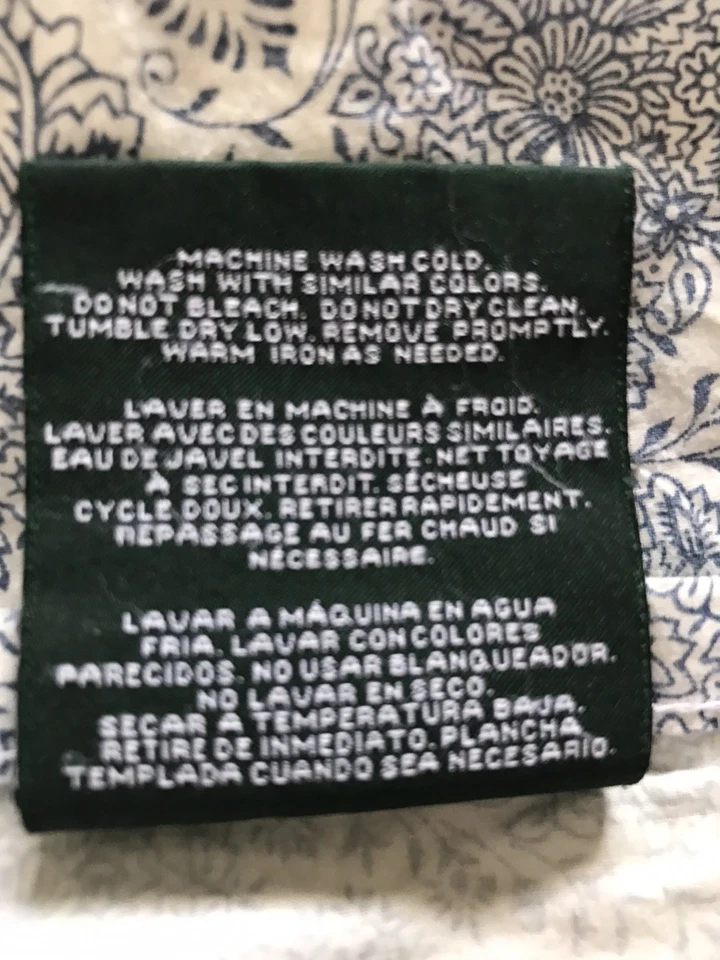 MACHINE WASH COLD.
WASH WITH SIMILAR COLORS.
DO NOT BLEACH. DO NOT DRY CLEAN.
TUMBLE DRY LOW. REMOVE PROMPTLY.
WARM IRON AS NEEDED.
LAVER EN MACHINE À FROID.
LAVER AVEC DES COULEURS SIMILAIRES.
EAU DE JAVEL INTERDITE. NETTOYAGE
À SEC INTERDIT. SÉCHEUSE
CYCLE DOUX. RETIRER RAPIDEMENT.
REPASSAGE AU FER CHAUD SI
NÉCESSAIRE.
LAVAR A MÁQUINA EN AGUA
FRIA. LAVAR CON COLORES
PARECIDOS. NO USAR BLANQUEADOR.
NO LAVAR EN SECO.
SECAR A TEMPERATURA BAJA.
RETIRE DE INMEDIATO. PLANCHA
TEMPLADA CUANDO SEA NECESARIO.